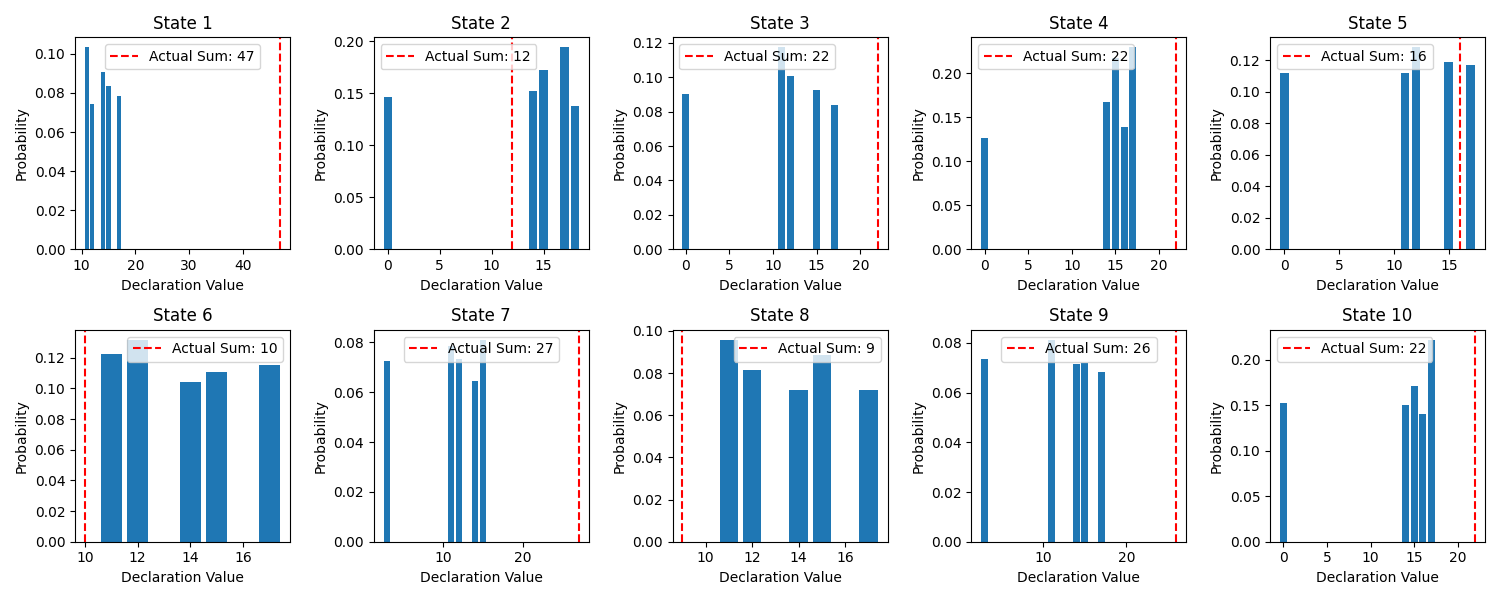 State 1
Actual Sum: 47
Probability
0.10
0.08
0.06
0.04
0.02
0.00
10 20 30 40
Declaration Value
State 2
Actual Sum: 12
Probability
0.20
0.15
0.10
0.05
0.00
0 5 10 15
Declaration Value
State 3
Actual Sum: 22
Probability
0.12
0.10
0.08
0.06
0.04
0.02
0.00
0 5 10 15 20
Declaration Value
State 4
Actual Sum: 22
Probability
0.20
0.15
0.10
0.05
0.00
0 5 10 15 20
Declaration Value
State 5
Actual Sum: 16
Probability
0.12
0.10
0.08
0.06
0.04
0.02
0.00
0 5 10 15
Declaration Value
State 6
Actual Sum: 10
Probability
0.12
0.10
0.08
0.06
0.04
0.02
0.00
10 12 14 16
Declaration Value
State 7
Actual Sum: 27
Probability
0.08
0.06
0.04
0.02
0.00
10 20
Declaration Value
State 8
Actual Sum: 9
Probability
0.10
0.08
0.06
0.04
0.02
0.00
10 12 14 16
Declaration Value
State 9
Actual Sum: 26
Probability
0.08
0.06
0.04
0.02
0.00
10 20
Declaration Value
State 10
Actual Sum: 22
Probability
0.20
0.15
0.10
0.05
0.00
0 5 10 15 20
Declaration Value